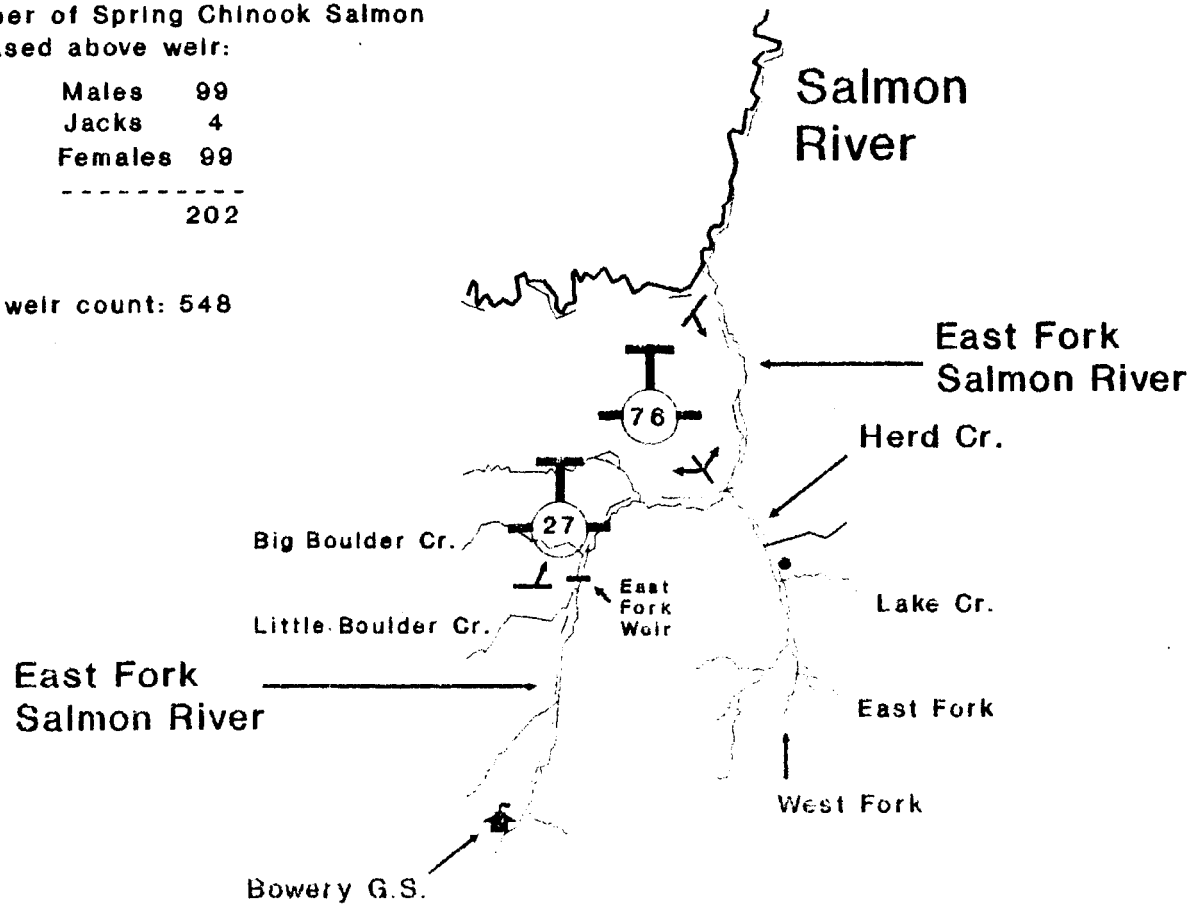 ber of Spring Chinook Salmon
ased above weir:
Males 99
Jacks 4
Females 99
----------
202
weir count: 548
Salmon
River
East Fork
Salmon River
76
Herd Cr.
27
Big Boulder Cr.
East
Fork
Weir
Lake Cr.
Little Boulder Cr.
East Fork
Salmon River
East Fork
West Fork
Bowery G.S.